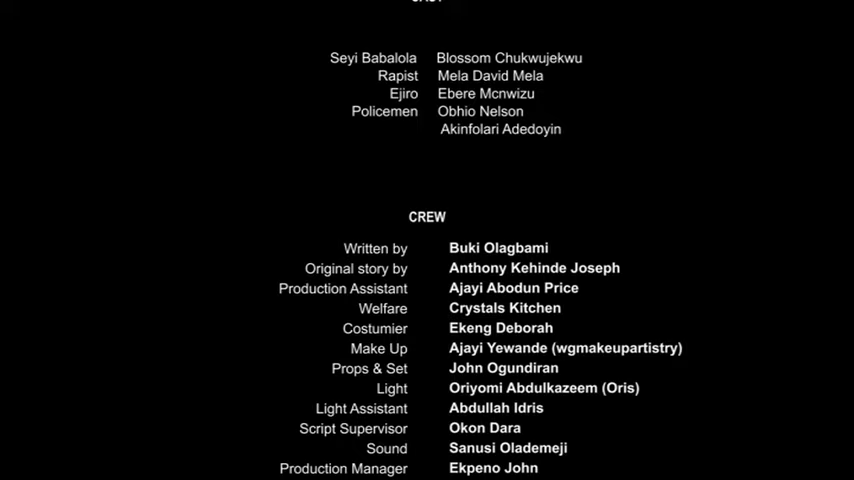 CAST
Seyi Babalola Blossom Chukwujekwu
Rapist Mela David Mela
Ejiro Ebere Mcnwizu
Policemen Obhio Nelson
Akinfolari Adedoyin
CREW
Written by Buki Olagbami
Original story by Anthony Kehinde Joseph
Production Assistant Ajayi Abodun Price
Welfare Crystals Kitchen
Costumier Ekeng Deborah
Make Up Ajayi Yewande (wgmakeupartistry)
Props & Set John Ogundiran
Light Oriyomi Abdulkazeem (Oris)
Light Assistant Abdullah Idris
Script Supervisor Okon Dara
Sound Sanusi Olademeji
Production Manager Ekpeno John